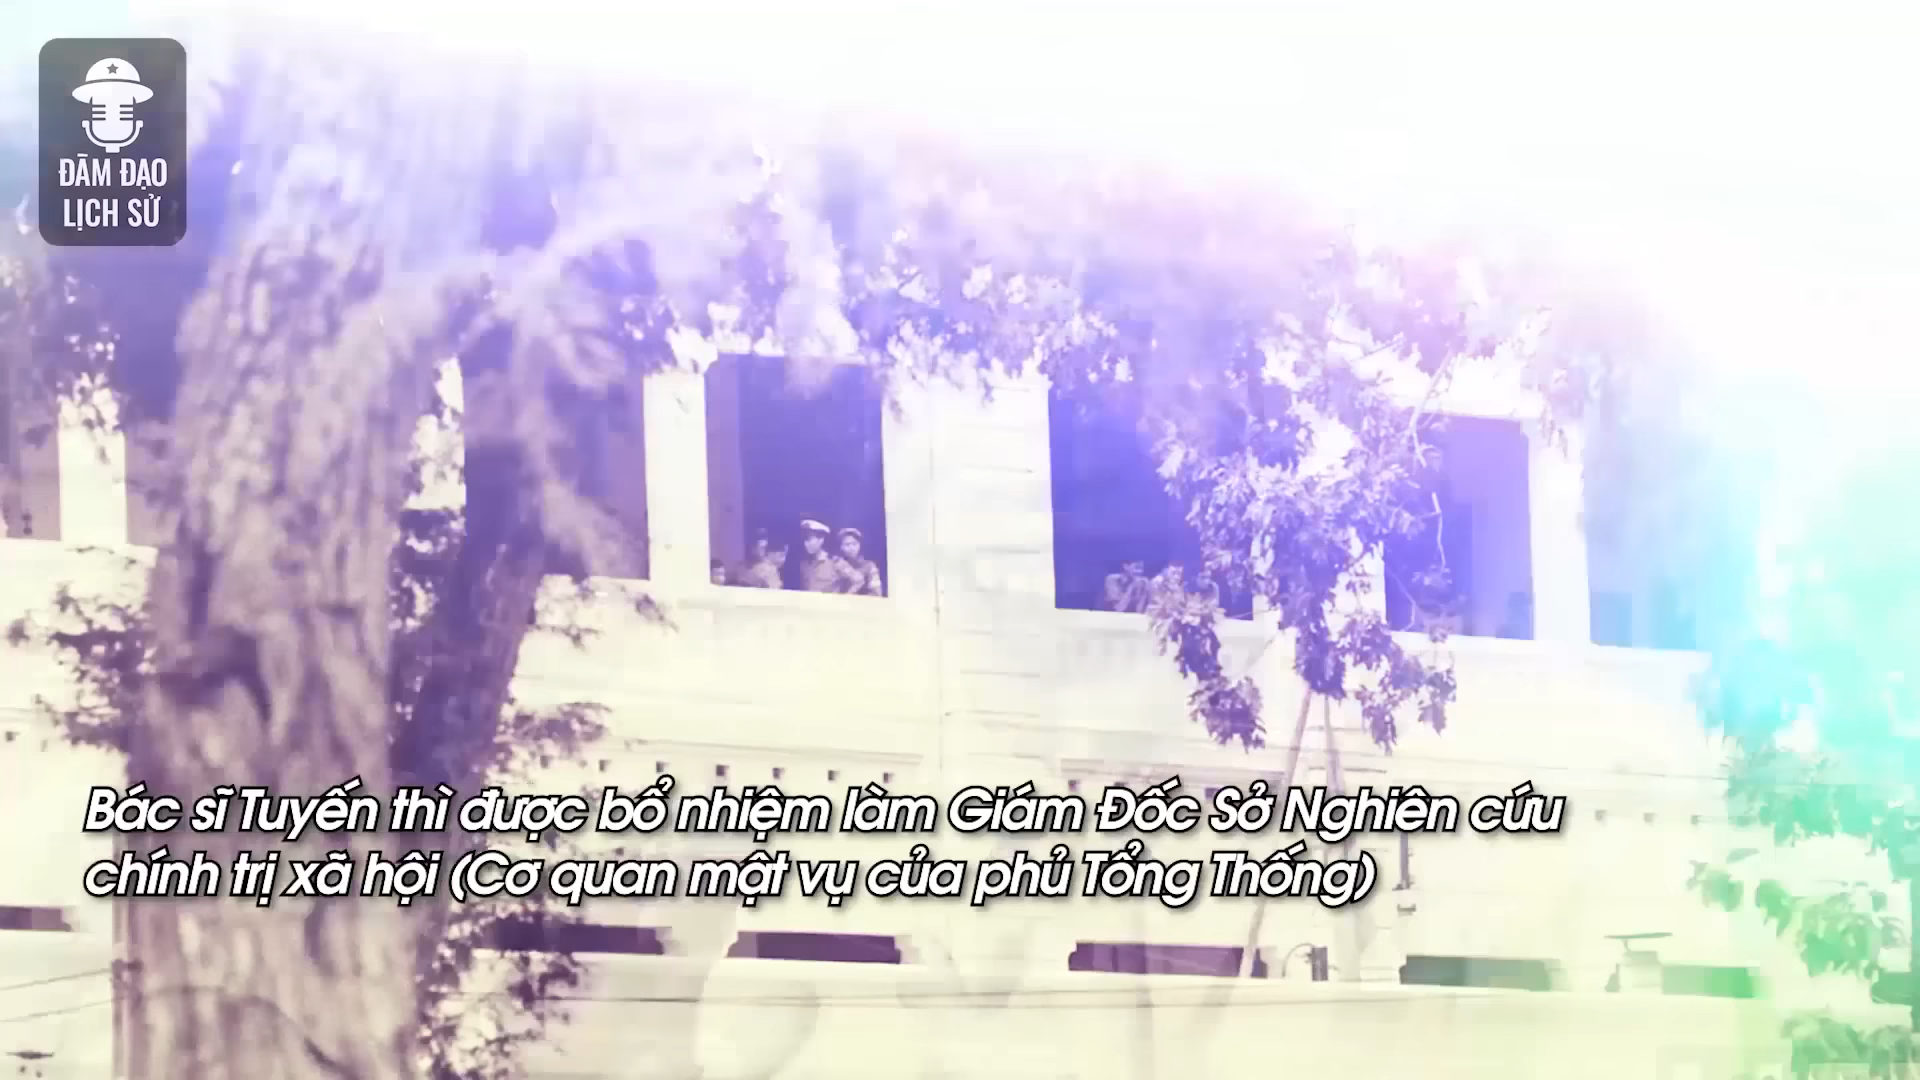 ĐÀM ĐẠO
LỊCH SỬ
Bác sĩ Tuyến thì được bổ nhiệm làm Giám Đốc Sở Nghiên cứu
chính trị xã hội (Cơ quan mật vụ của phủ Tổng Thống)